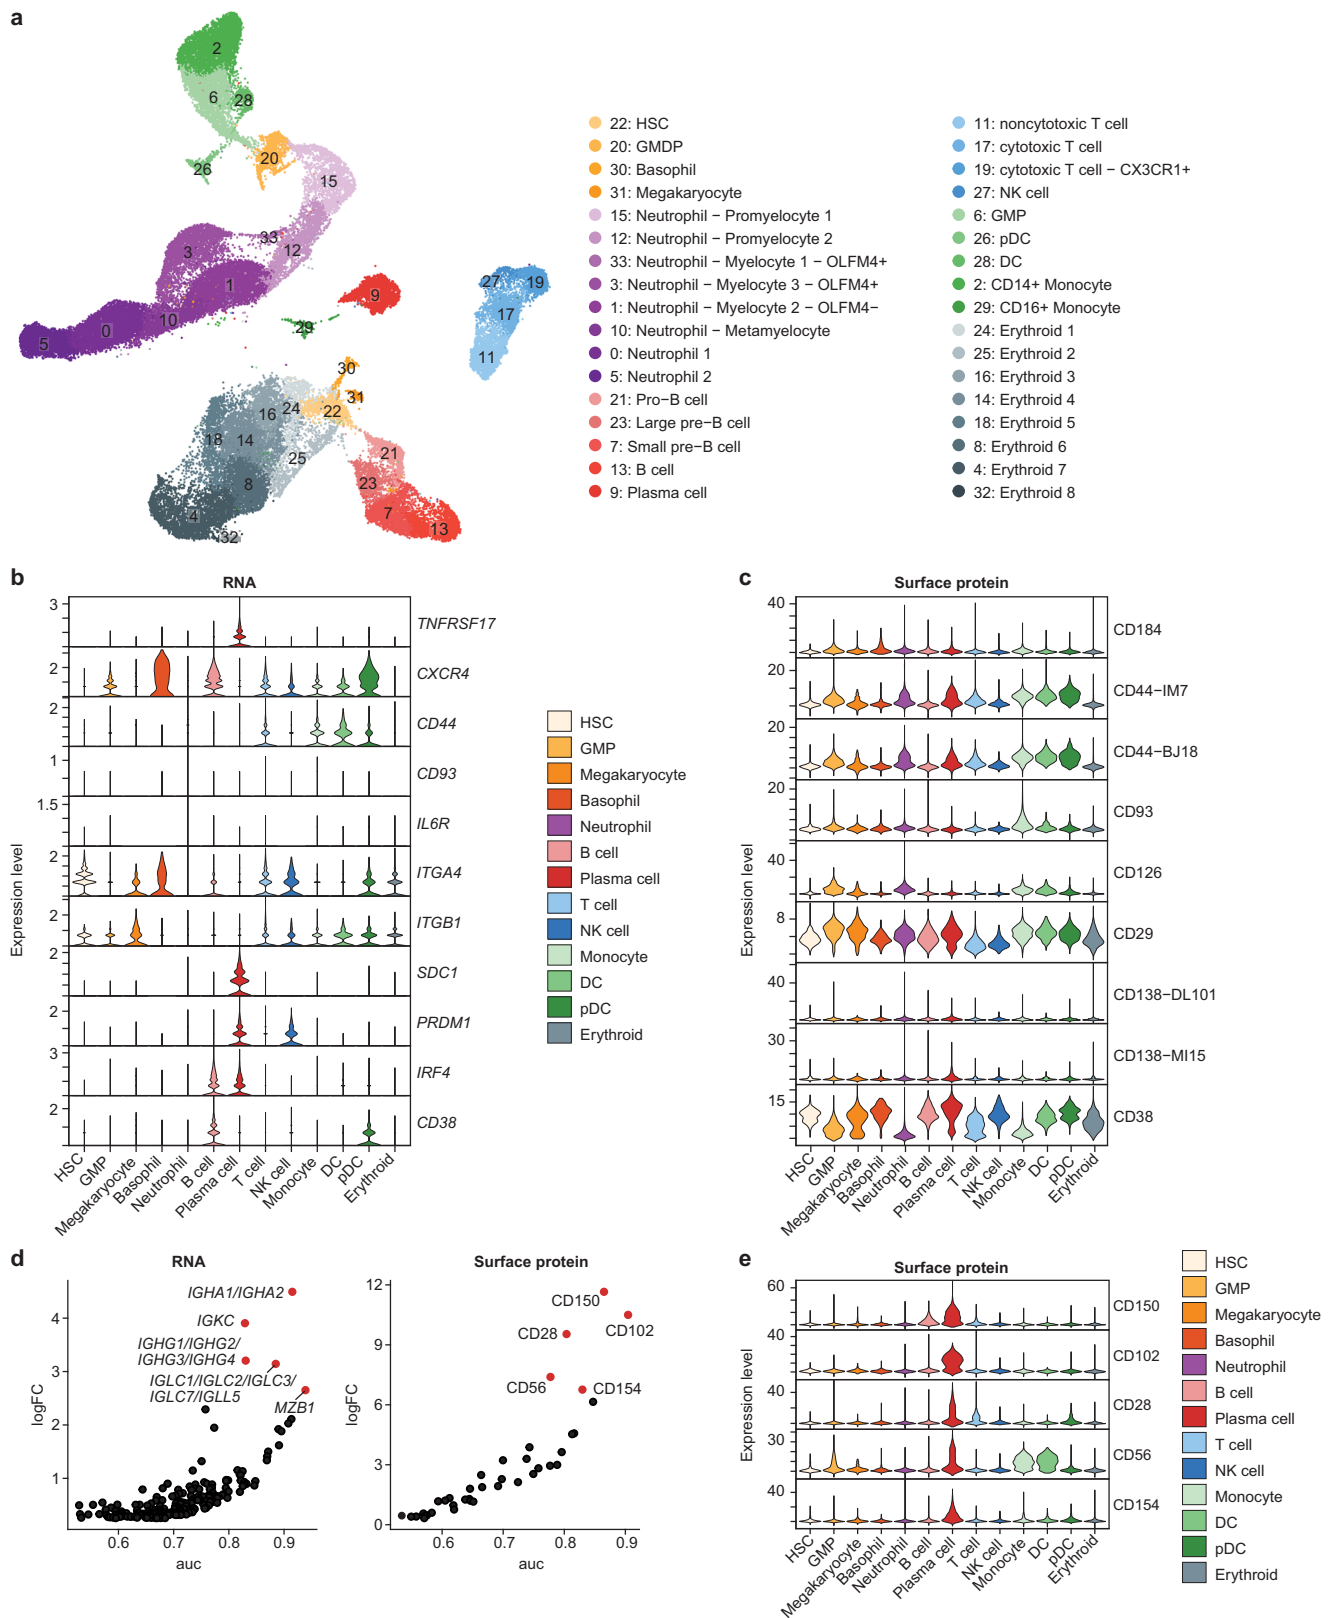 a
2
6
28
20
26
15
33
12
3
1
10
0
5
9
29
27
19
17
11
30
31
24
22
16
18
14
25
21
8
23
4
7
13
32
22: HSC
20: GMDP
30: Basophil
31: Megakaryocyte
15: Neutrophil − Promyelocyte 1
12: Neutrophil − Promyelocyte 2
33: Neutrophil − Myelocyte 1 − OLFM4+
3: Neutrophil − Myelocyte 3 − OLFM4+
1: Neutrophil − Myelocyte 2 − OLFM4−
10: Neutrophil − Metamyelocyte
0: Neutrophil 1
5: Neutrophil 2
21: Pro−B cell
23: Large pre−B cell
7: Small pre−B cell
13: B cell
9: Plasma cell
11: noncytotoxic T cell
17: cytotoxic T cell
19: cytotoxic T cell − CX3CR1+
27: NK cell
6: GMP
26: pDC
28: DC
2: CD14+ Monocyte
29: CD16+ Monocyte
24: Erythroid 1
25: Erythroid 2
16: Erythroid 3
14: Erythroid 4
18: Erythroid 5
8: Erythroid 6
4: Erythroid 7
32: Erythroid 8
b
RNA
Expression level
3
TNFRSF17
2
CXCR4
2
CD44
1
CD93
1.5
IL6R
2
ITGA4
2
ITGB1
2
SDC1
2
PRDM1
3
IRF4
2
CD38
HSC
GMP
Megakaryocyte
Basophil
Neutrophil
B cell
Plasma cell
T cell
NK cell
Monocyte
DC
pDC
Erythroid
HSC
GMP
Megakaryocyte
Basophil
Neutrophil
B cell
Plasma cell
T cell
NK cell
Monocyte
DC
pDC
Erythroid
c
Surface protein
Expression level
40
CD184
20
CD44−IM7
20
CD44−BJ18
20
CD93
40
CD126
8
CD29
40
CD138−DL101
30
CD138−MI15
15
CD38
HSC
GMP
Megakaryocyte
Basophil
Neutrophil
B cell
Plasma cell
T cell
NK cell
Monocyte
DC
pDC
Erythroid
d
RNA
logFC
4
3
2
1
IGHA1/IGHA2
IGKC
IGHG1/IGHG2/
IGHG3/IGHG4
IGLC1/IGLC2/IGLC3/
IGLC7/IGLL5
MZB1
0.6 0.7 0.8 0.9
auc
Surface protein
logFC
12
9
6
3
0
CD150
CD102
CD28
CD56
CD154
0.6 0.7 0.8 0.9
auc
e
Surface protein
Expression level
60
CD150
40
CD102
40
CD28
30
CD56
40
CD154
HSC
GMP
Megakaryocyte
Basophil
Neutrophil
B cell
Plasma cell
T cell
NK cell
Monocyte
DC
pDC
Erythroid
HSC
GMP
Megakaryocyte
Basophil
Neutrophil
B cell
Plasma cell
T cell
NK cell
Monocyte
DC
pDC
Erythroid